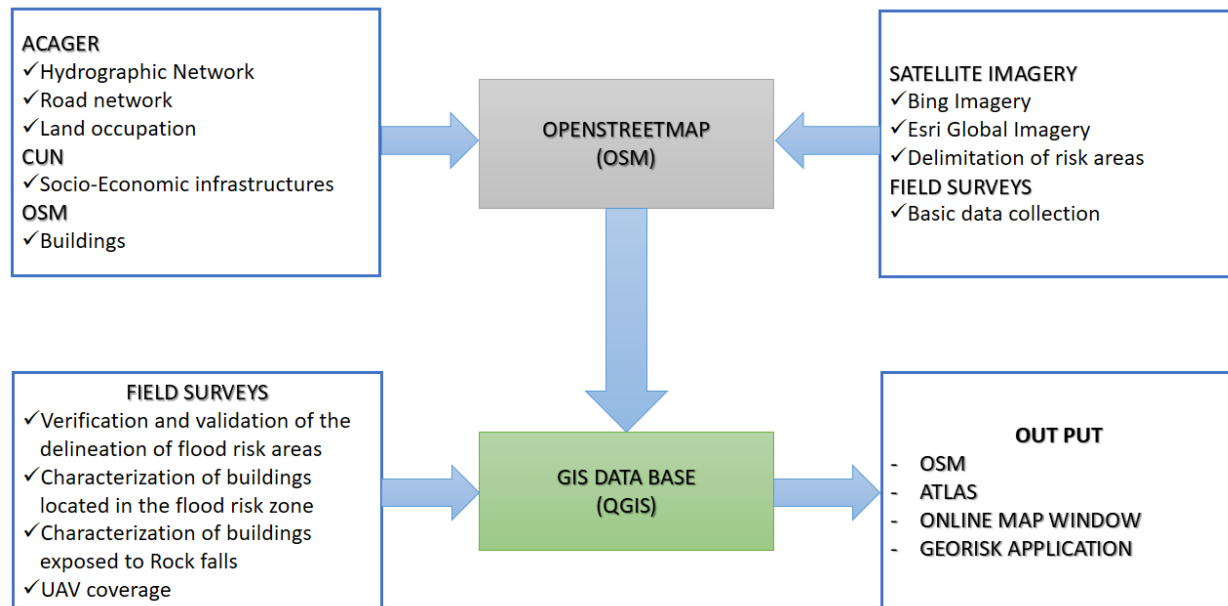 ACAGER
✓Hydrographic Network
✓Road network
✓Land occupation
CUN
✓Socio-Economic infrastructures
OSM
✓Buildings
OPENSTREETMAP
(OSM)
SATELLITE IMAGERY
✓Bing Imagery
✓Esri Global Imagery
✓Delimitation of risk areas
FIELD SURVEYS
✓Basic data collection
FIELD SURVEYS
✓Verification and validation of the
delineation of flood risk areas
✓Characterization of buildings
located in the flood risk zone
✓Characterization of buildings
exposed to Rock falls
✓UAV coverage
GIS DATA BASE
(QGIS)
OUT PUT
- OSM
- ATLAS
- ONLINE MAP WINDOW
- GEORISK APPLICATION